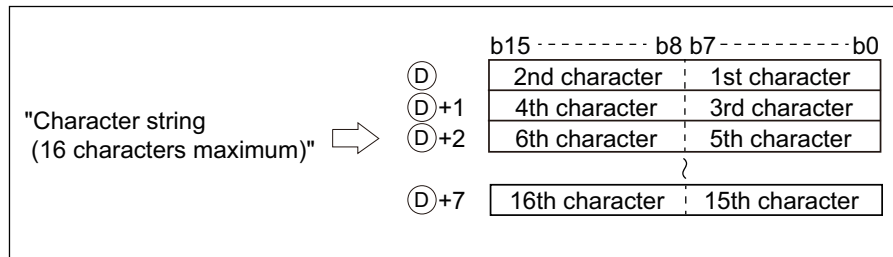 b15 b8 b7 b0
D 2nd character 1st character
D+1 4th character 3rd character
"Character string
D+2 6th character 5th character
(16 characters maximum)"
D+7 16th character 15th character